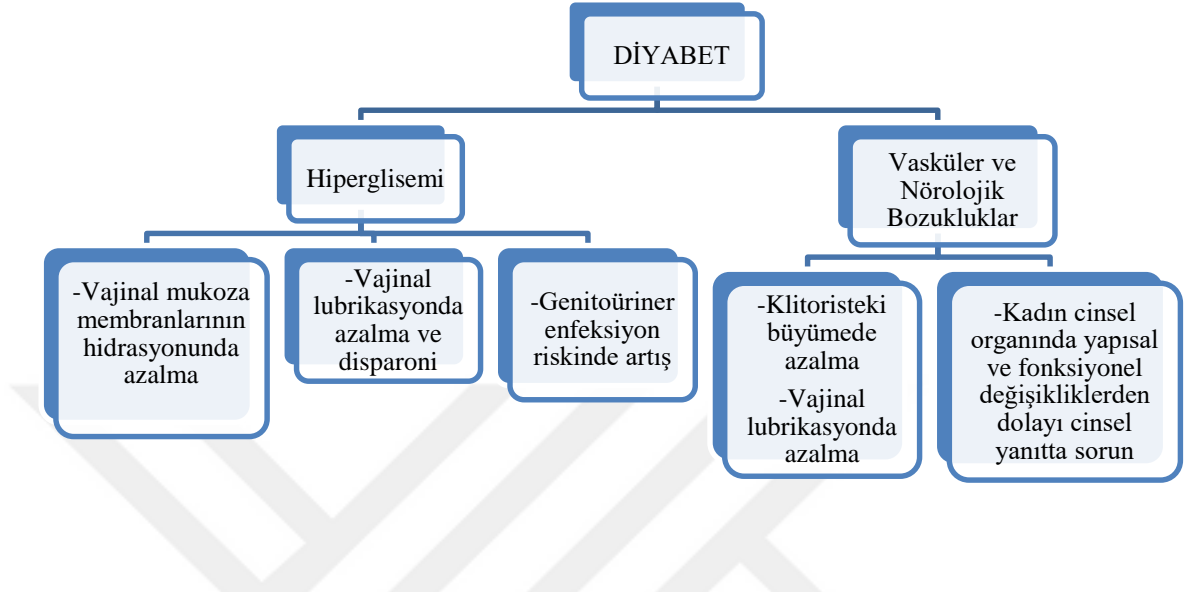 DİYABET
Hiperglisemi
Vasküler ve
Nörolojik
Bozukluklar
-Vajinal mukoza
membranlarının
hidrasyonunda
azalma
-Vajinal
lubrikasyonda
azalma ve
disparoni
-Genitoüriner
enfeksiyon
riskinde artış
-Klitoristeki
büyümede
azalma
-Vajinal
lubrikasyonda
azalma
-Kadın cinsel
organında yapısal
ve fonksiyonel
değişikliklerden
dolayı cinsel
yanıtta sorun